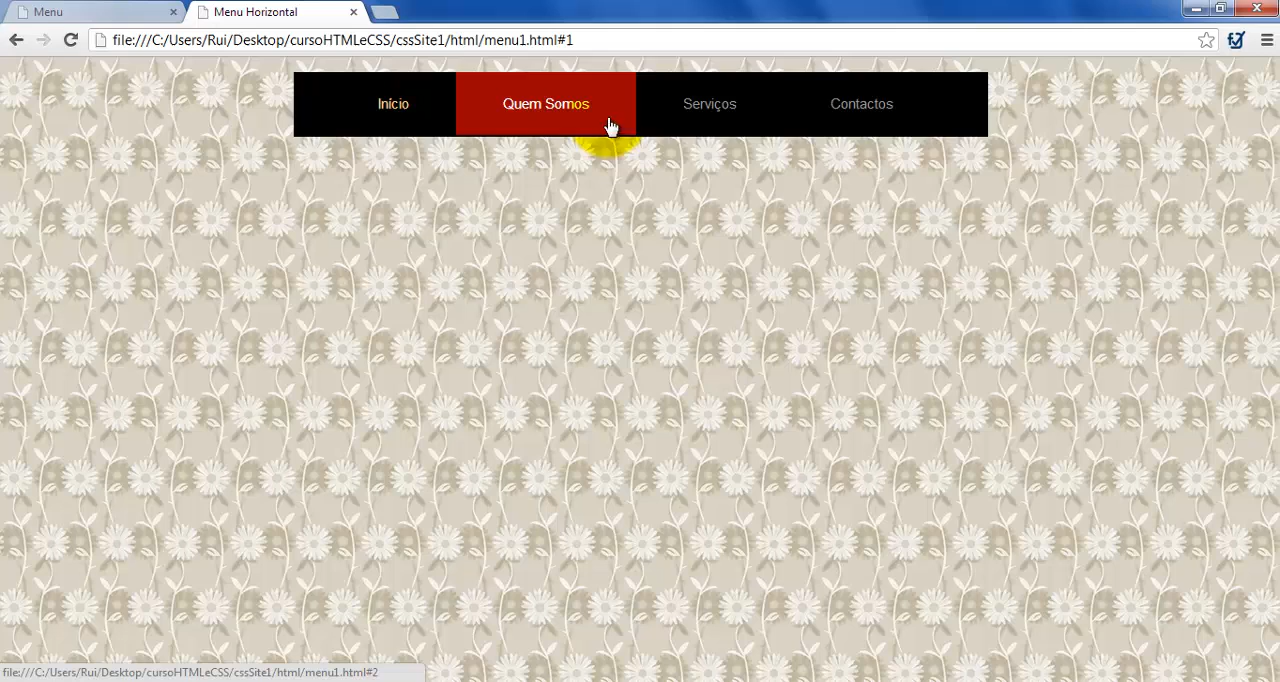 Menu
Menu Horizontal
file:///C:/Users/Rui/Desktop/cursoHTMLeCSS/cssSite1/html/menu1.html#1
Início Quem Somos Serviços Contactos
file:///C:/Users/Rui/Desktop/cursoHTMLeCSS/cssSite1/html/menu1.html#2